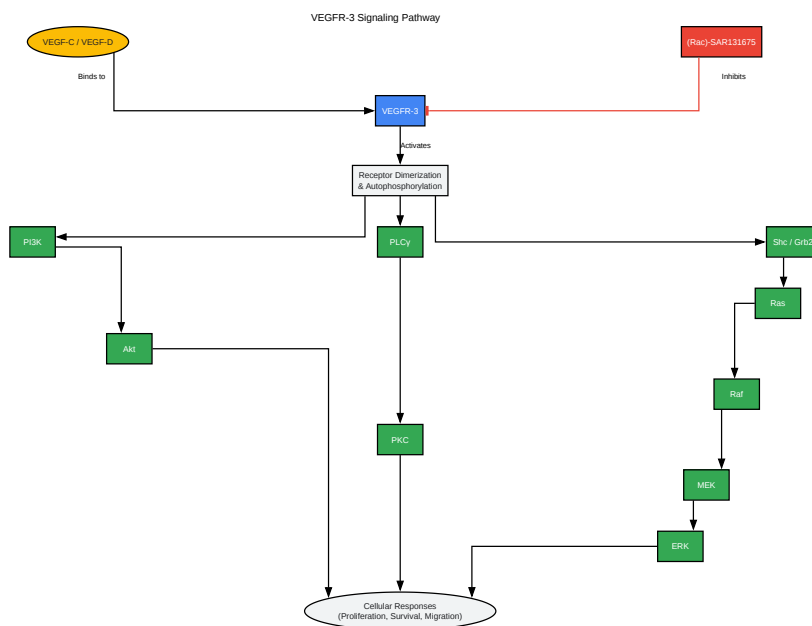 VEGFR-3 Signaling Pathway
VEGF-C / VEGF-D
(Rac)-SAR131675
Binds to
Inhibits
VEGFR-3
Activates
Receptor Dimerization
& Autophosphorylation
PI3K
PLCγ
Shc / Grb2
Ras
Akt
Raf
PKC
MEK
ERK
Cellular Responses
(Proliferation, Survival, Migration)